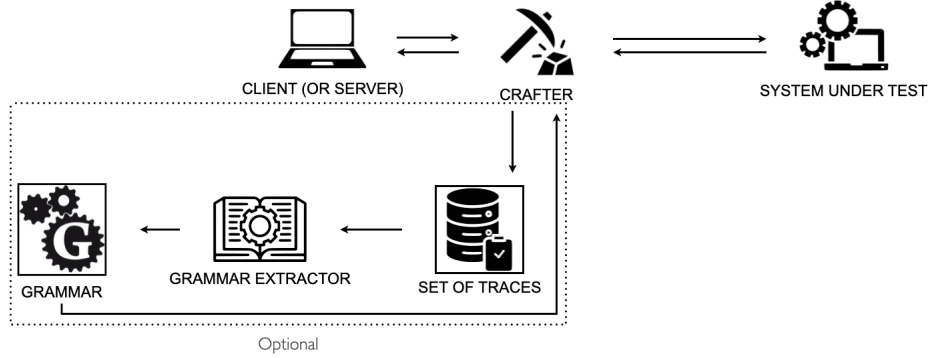 CLIENT (OR SERVER)
CRAFTER
SYSTEM UNDER TEST
G
GRAMMAR
GRAMMAR EXTRACTOR
SET OF TRACES
Optional